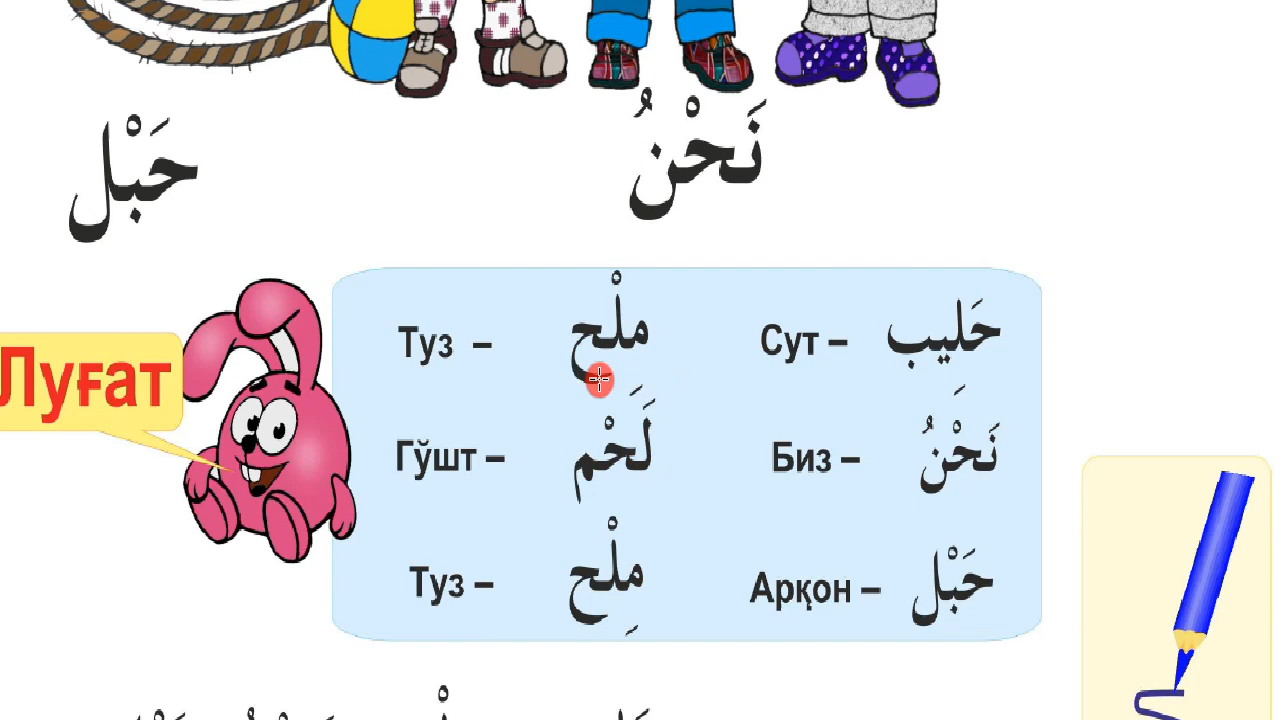 حَبْل نَحْنُ
Луғат
حَلِيب – Сут مِلْح – Туз
نَحْنُ – Биз لَحْم – Гўшт
حَبْل – Арқон مِلْح – Туз